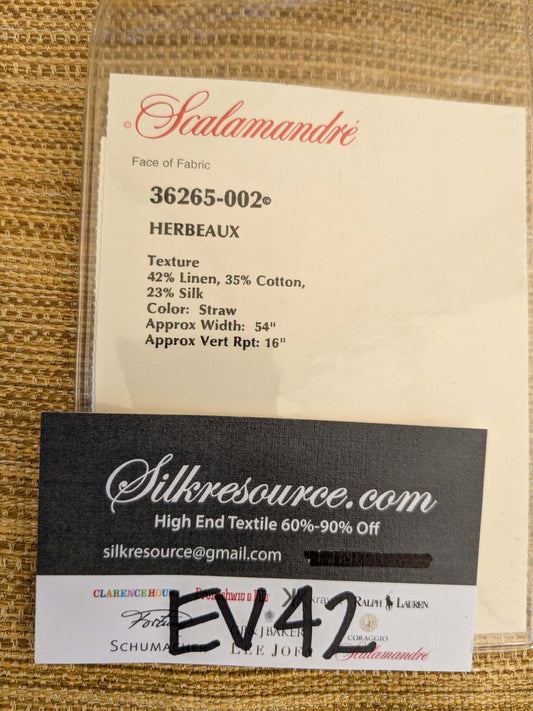 © Scalamandré
Face of Fabric
36265-002©
HERBEAUX
Texture
42% Linen, 35% Cotton,
23% Silk
Color: Straw
Approx Width: 54"
Approx Vert Rpt: 16"
Silkresource.com
High End Textile 60%-90% Off
silkresource@gmail.com
CLARENCE HOU
RALPH LAUREN
EV42
CORAGGIO
SCHUMACHER LEE JOF Scalamandré